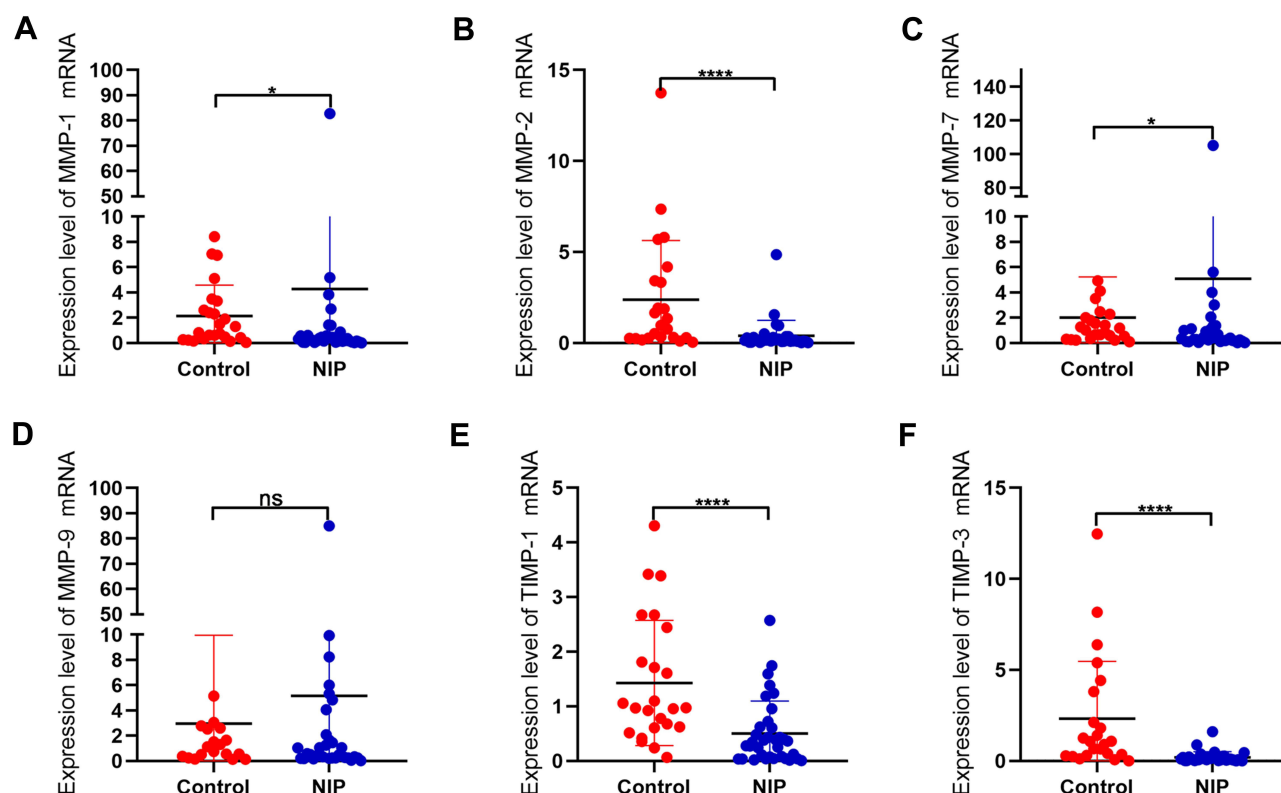 A
Expression level of MMP-1 mRNA
100
90
80
70
60
50
10
8
6
4
2
0
*
Control
NIP
B
Expression level of MMP-2 mRNA
15
10
5
0
****
Control
NIP
C
Expression level of MMP-7 mRNA
140
120
100
80
10
8
6
4
2
0
*
Control
NIP
D
Expression level of MMP-9 mRNA
100
90
80
70
60
50
10
8
6
4
2
0
ns
Control
NIP
E
Expression level of TIMP-1 mRNA
5
4
3
2
1
0
****
Control
NIP
F
Expression level of TIMP-3 mRNA
15
10
5
0
****
Control
NIP